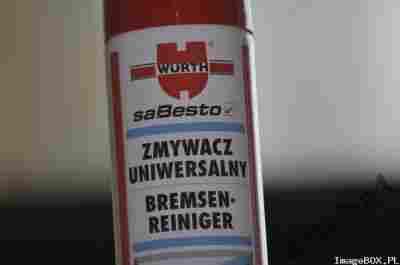 WÜRTH
saBesto
ZMYWACZ
UNIWERSALNY
BREMSEN-
REINIGER
ImageBOX.PL